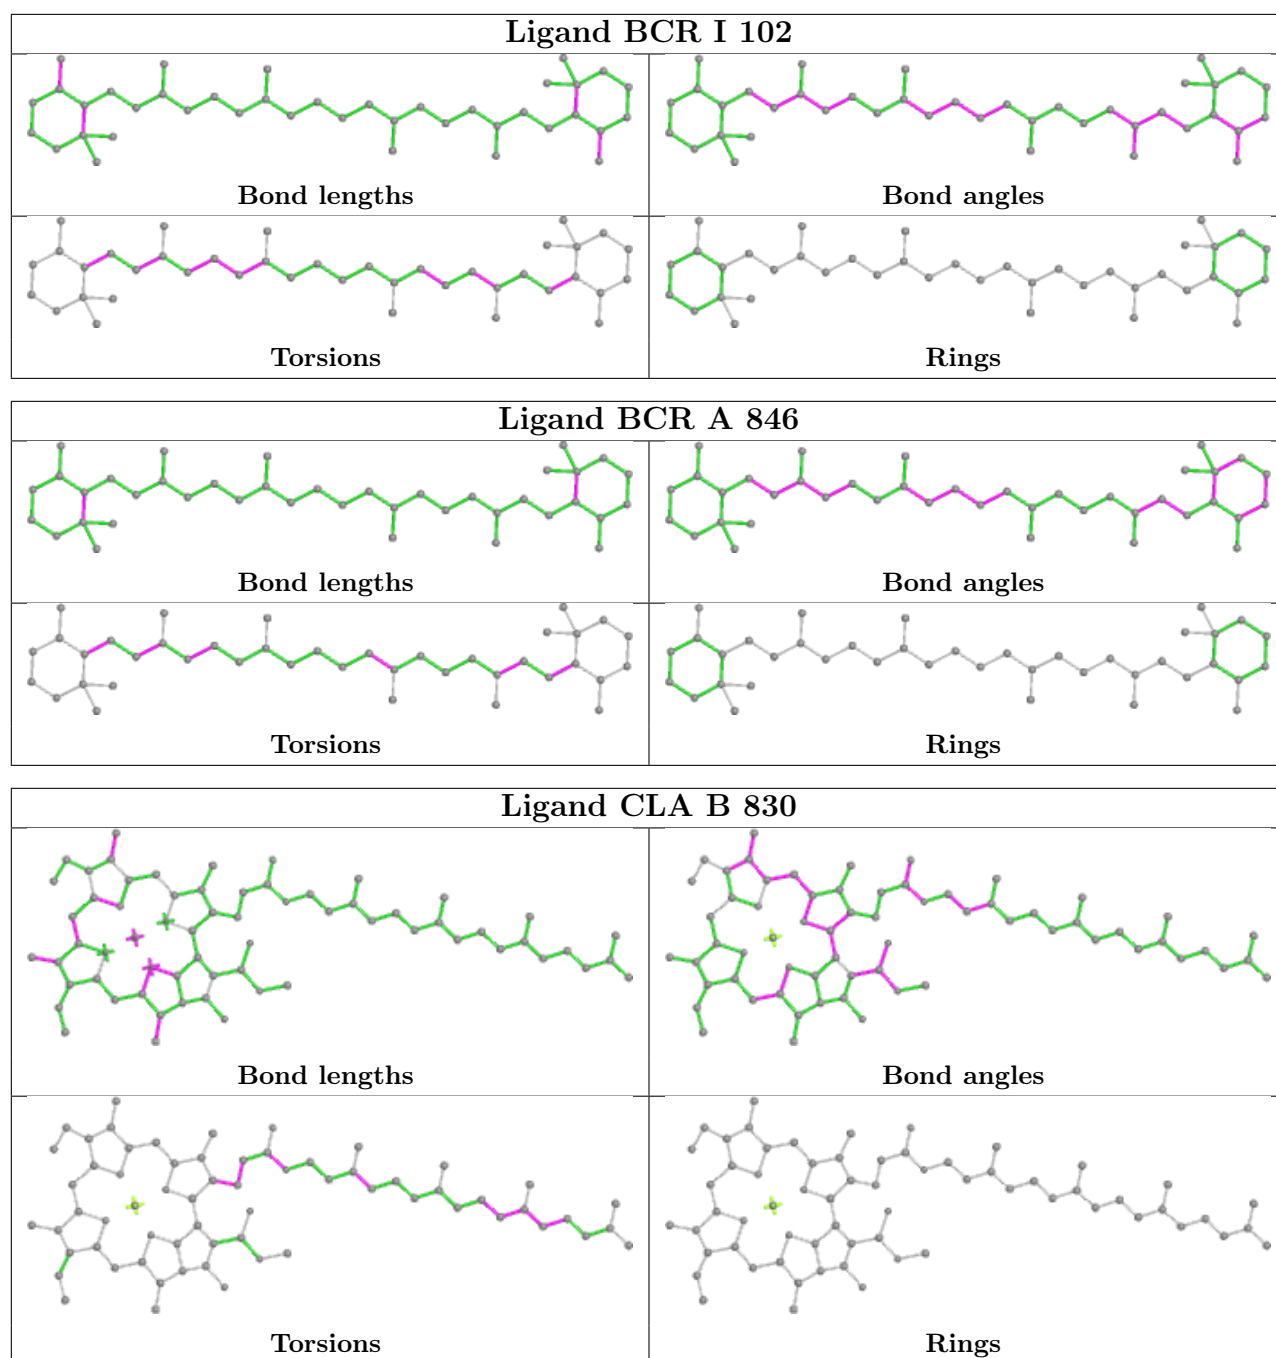 Ligand BCR I 102
Bond lengths
Bond angles
Torsions
Rings
Ligand BCR A 846
Bond lengths
Bond angles
Torsions
Rings
Ligand CLA B 830
Bond lengths
Bond angles
Torsions
Rings